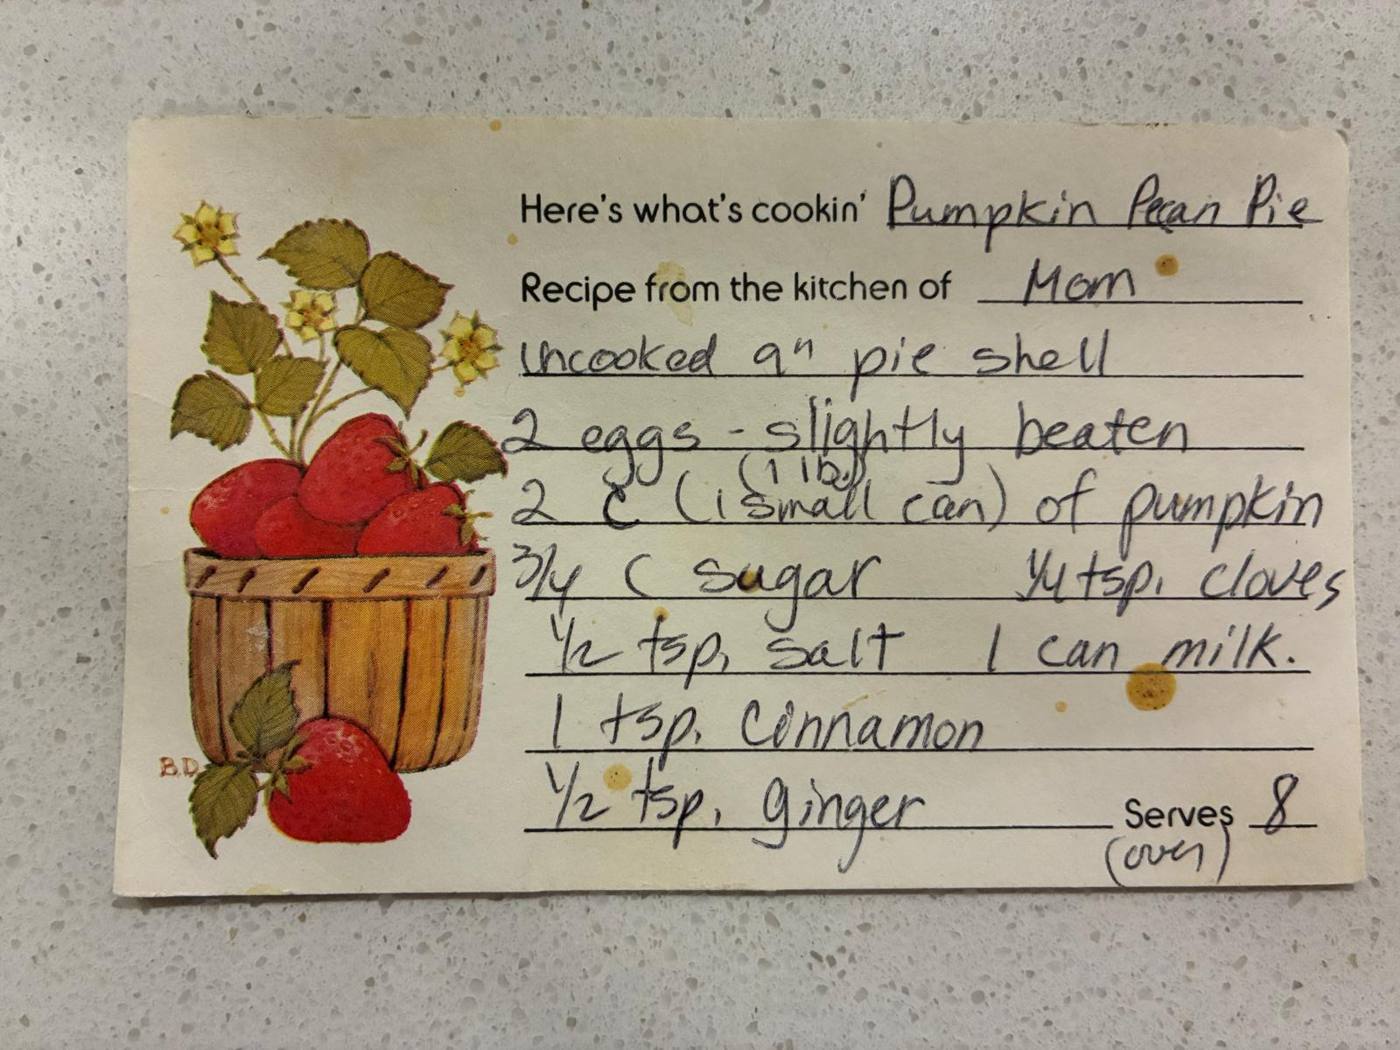 Here's what's cookin' Pumpkin Pecan Pie
Recipe from the kitchen of Mom
uncooked 9" pie shell
2 eggs - slightly beaten
(1 lb.)
2 C (1 small can) of pumpkin
3/4 C sugar 1/4 tsp. cloves
1/2 tsp. salt 1 can milk.
1 tsp. cinnamon
1/2 tsp. ginger Serves 8
(over)
B.D.